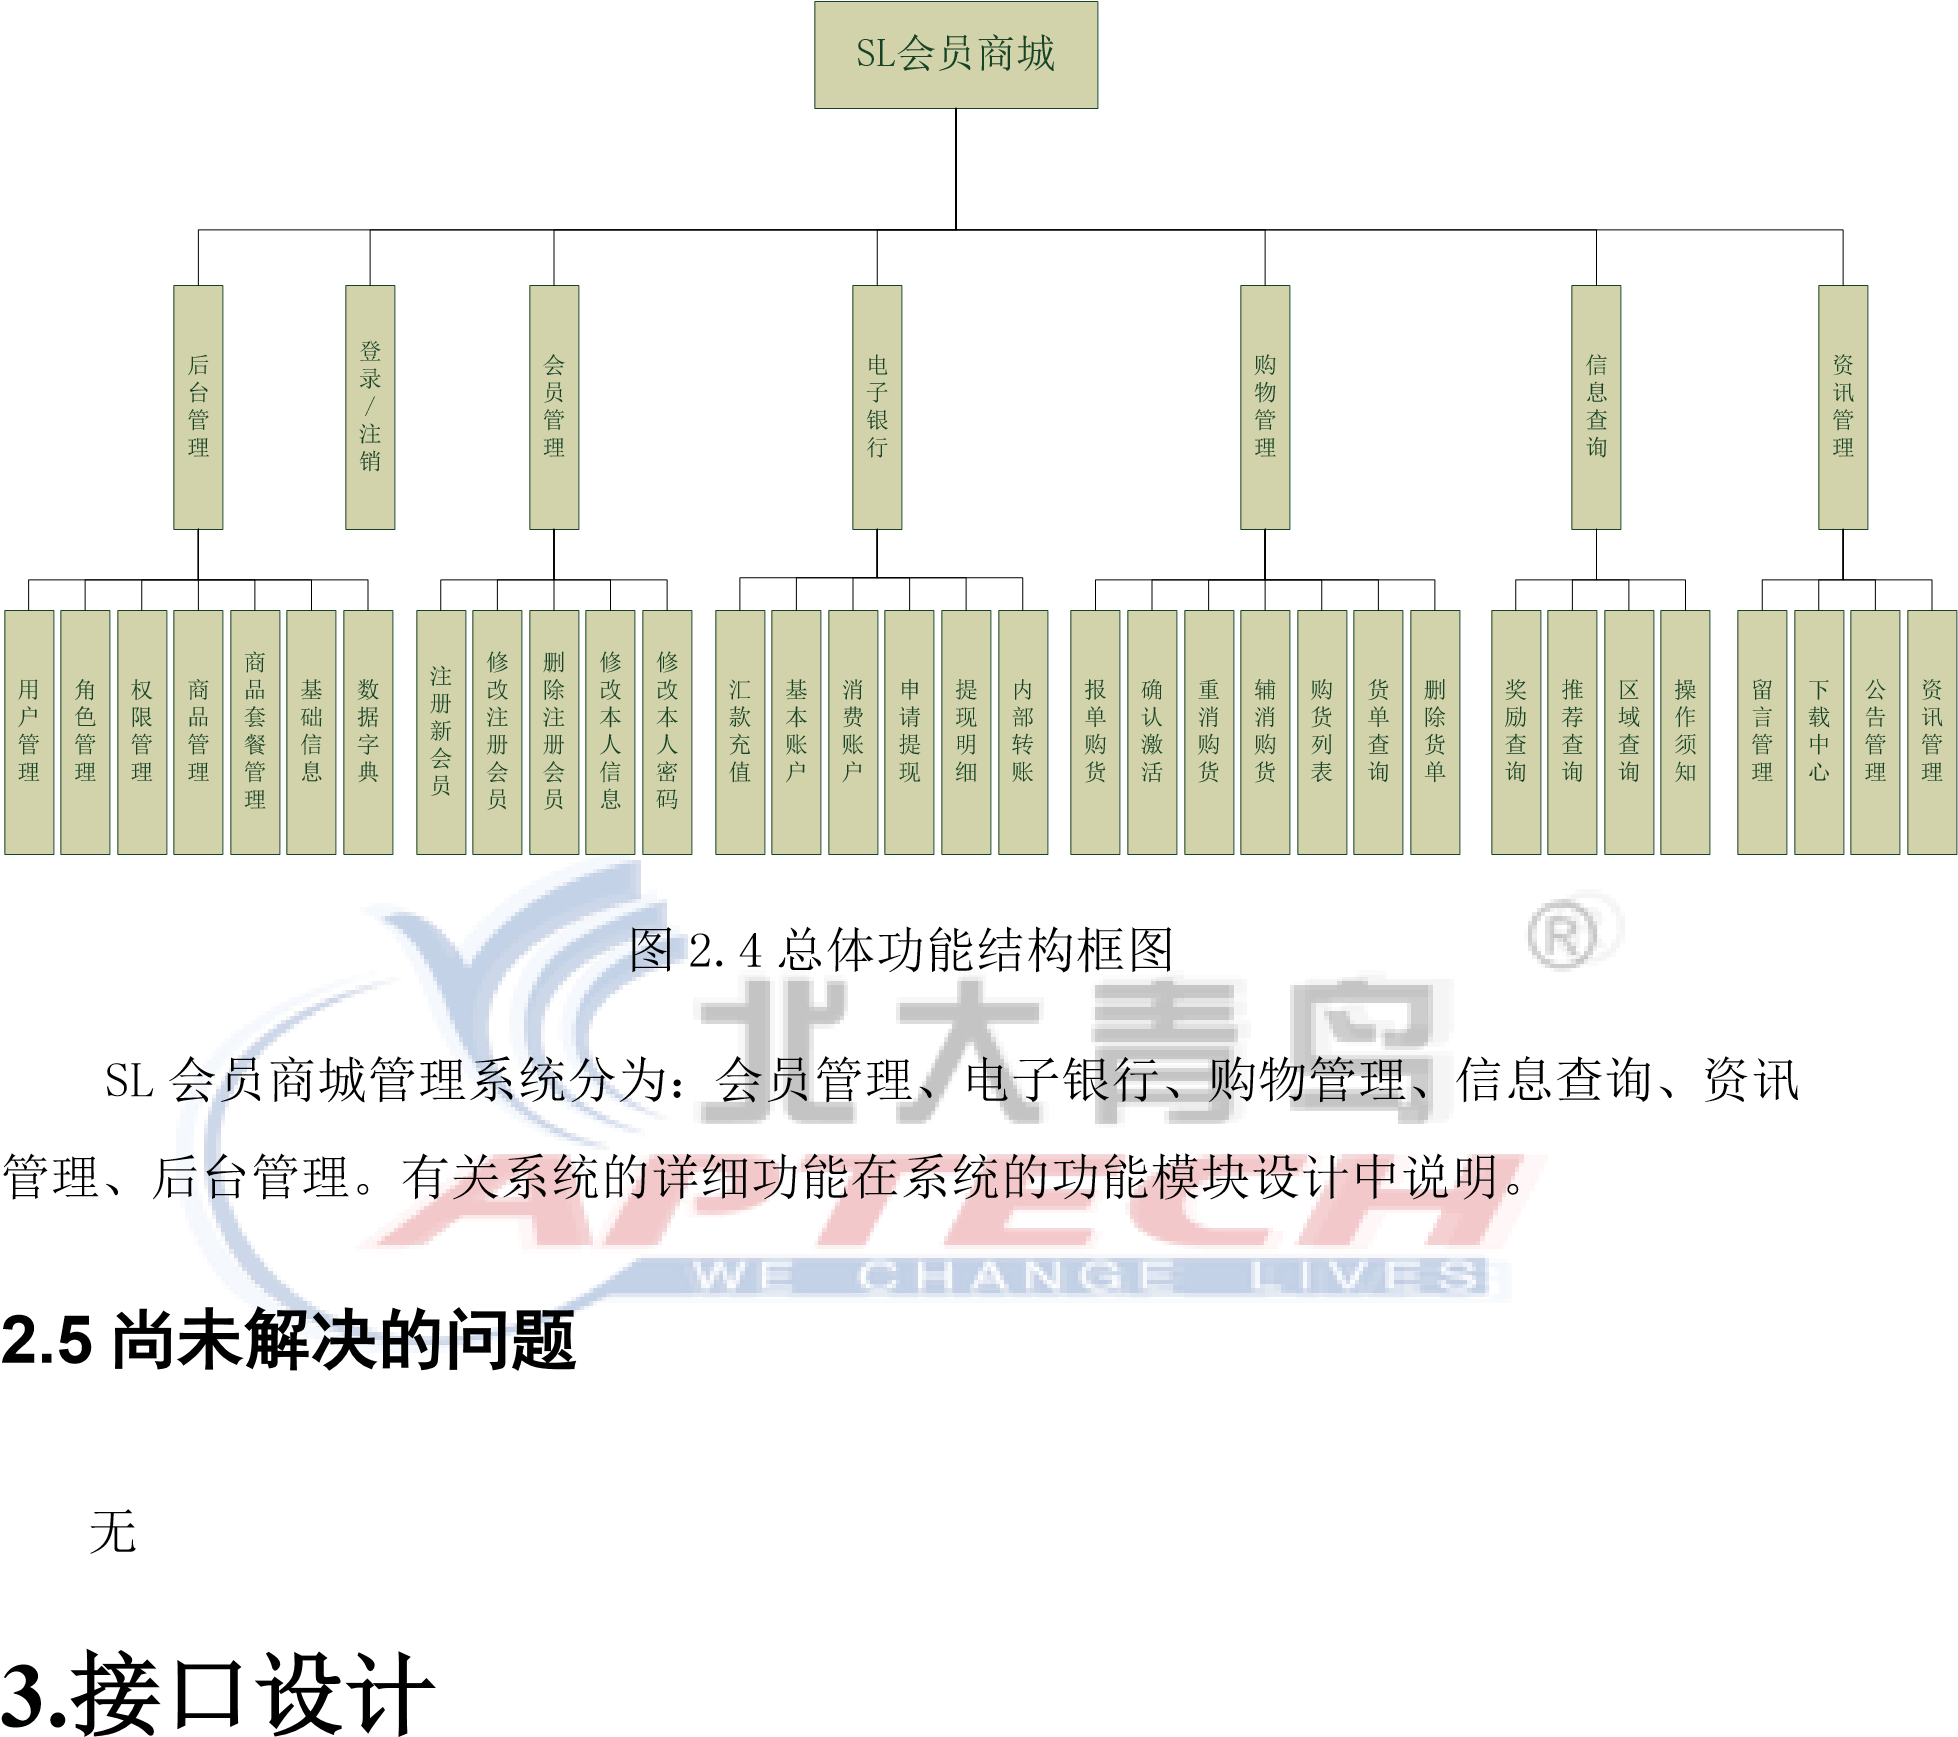 SL会员商城
后台管理
登录/注销
会员管理
电子银行
购物管理
信息查询
资讯管理
用户管理
角色管理
权限管理
商品管理
商品套餐管理
基础信息
数据字典
注册新会员
修改注册会员
删除注册会员
修改本人信息
修改本人密码
汇款充值
基本账户
消费账户
申请提现
提现明细
内部转账
报单购货
确认激活
重消购货
辅消购货
购货列表
货单查询
删除货单
奖励查询
推荐查询
区域查询
操作须知
留言管理
下载中心
公告管理
资讯管理
图 2.4 总体功能结构框图
北大青鸟®
SL 会员商城管理系统分为：会员管理、电子银行、购物管理、信息查询、资讯
管理、后台管理。有关系统的详细功能在系统的功能模块设计中说明。
APTECH
WE CHANGE LIVES
2.5 尚未解决的问题
无
3.接口设计